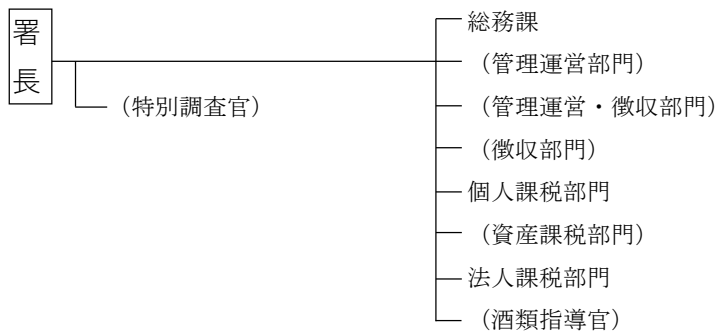 署長
総務課
（管理運営部門）
（特別調査官）
（管理運営・徴収部門）
（徴収部門）
個人課税部門
（資産課税部門）
法人課税部門
（酒類指導官）